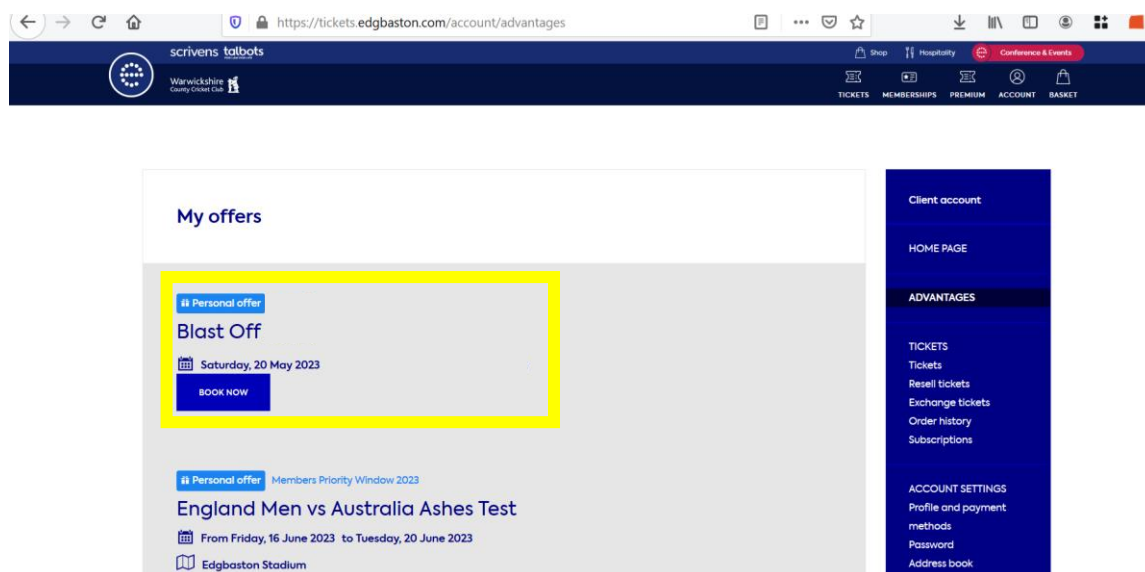 https://tickets.edgbaston.com/account/advantages
scrivens talbots
Shop Hospitality Conference & Events
Warwickshire
County Cricket Club
TICKETS MEMBERSHIPS PREMIUM ACCOUNT BASKET
My offers
Personal offer
Blast Off
Saturday, 20 May 2023
BOOK NOW
Personal offer Members Priority Window 2023
England Men vs Australia Ashes Test
From Friday, 16 June 2023 to Tuesday, 20 June 2023
Edgbaston Stadium
Client account
HOME PAGE
ADVANTAGES
TICKETS
Tickets
Resell tickets
Exchange tickets
Order history
Subscriptions
ACCOUNT SETTINGS
Profile and payment
methods
Password
Address book